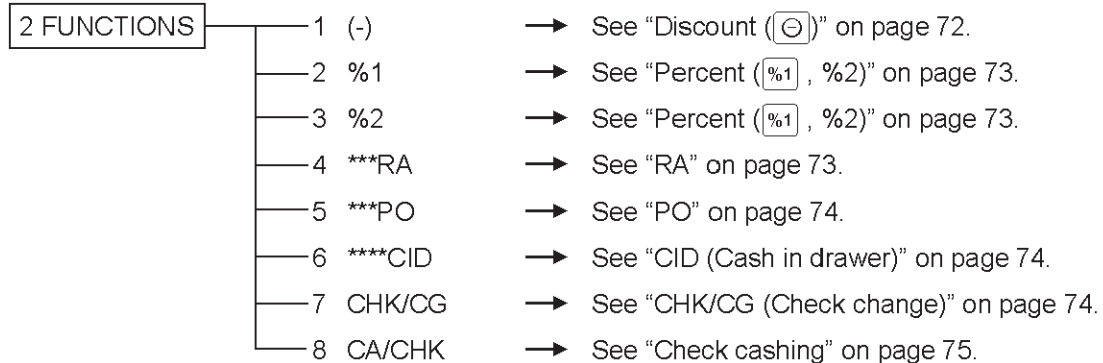 2 FUNCTIONS 1 (-) → See “Discount (⊖)” on page 72.
2 %1 → See “Percent (%1 , %2)” on page 73.
3 %2 → See “Percent (%1 , %2)” on page 73.
4 ***RA → See “RA” on page 73.
5 ***PO → See “PO” on page 74.
6 ****CID → See “CID (Cash in drawer)” on page 74.
7 CHK/CG → See “CHK/CG (Check change)” on page 74.
8 CA/CHK → See “Check cashing” on page 75.